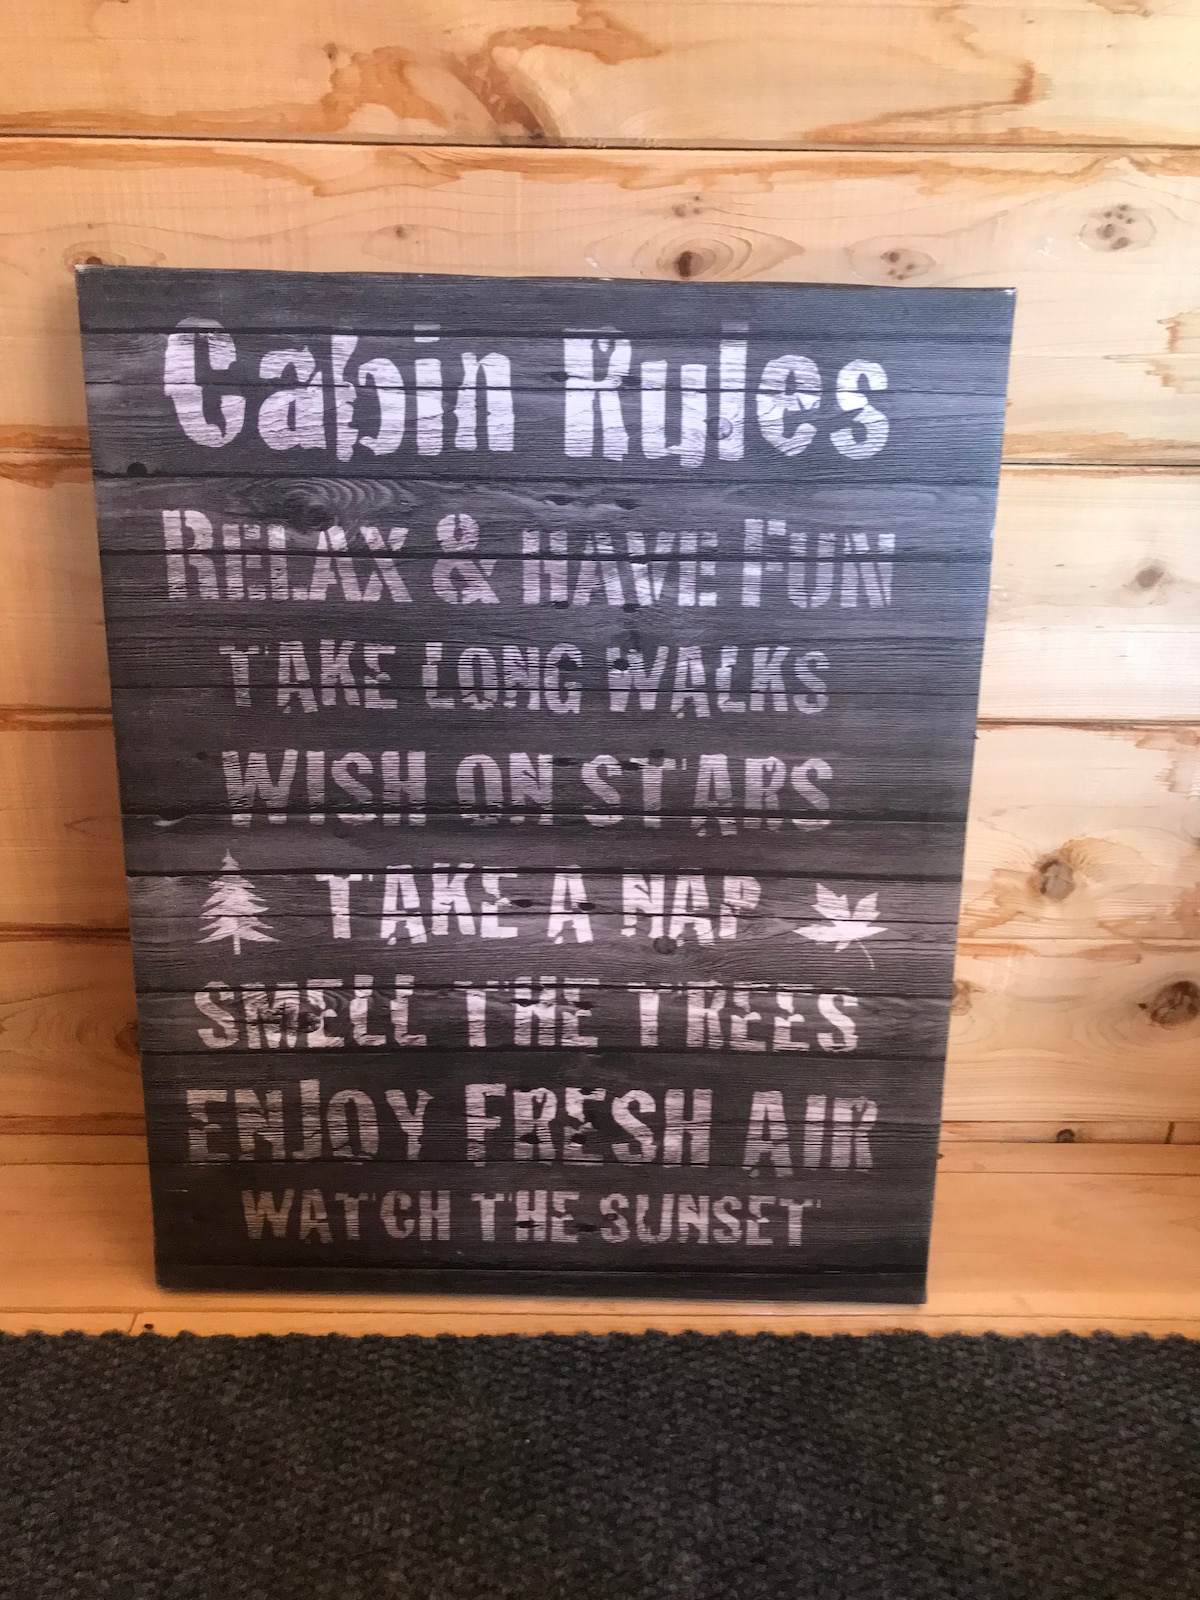 Cabin Rules
RELAX & HAVE FUN
TAKE LONG WALKS
WISH ON STARS
TAKE A NAP
SMELL THE TREES
ENJOY FRESH AIR
WATCH THE SUNSET